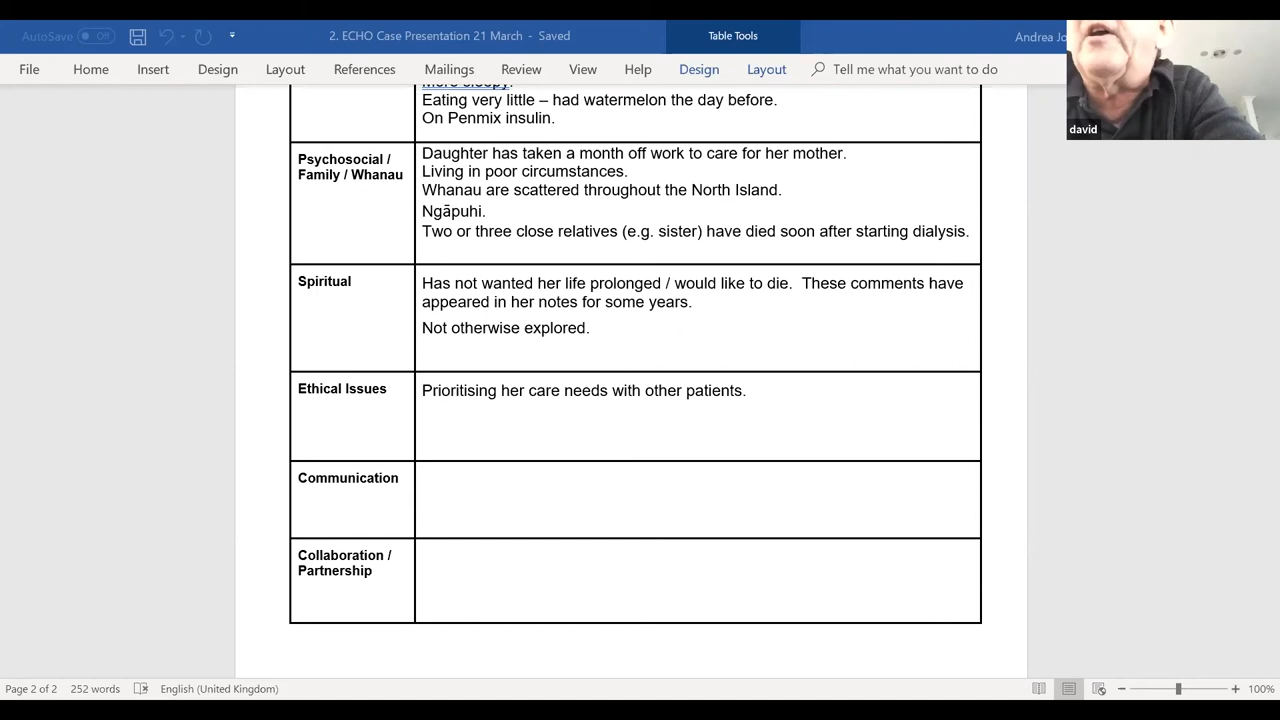 AutoSave Off 2. ECHO Case Presentation 21 March - Saved Table Tools Andrea Jo
File Home Insert Design Layout References Mailings Review View Help Design Layout Tell me what you want to do
david
More sleepy.
Eating very little – had watermelon the day before.
On Penmix insulin.
Psychosocial /
Family / Whanau
Daughter has taken a month off work to care for her mother.
Living in poor circumstances.
Whanau are scattered throughout the North Island.
Ngāpuhi.
Two or three close relatives (e.g. sister) have died soon after starting dialysis.
Spiritual
Has not wanted her life prolonged / would like to die. These comments have
appeared in her notes for some years.
Not otherwise explored.
Ethical Issues
Prioritising her care needs with other patients.
Communication
Collaboration /
Partnership
Page 2 of 2 252 words English (United Kingdom) 100%